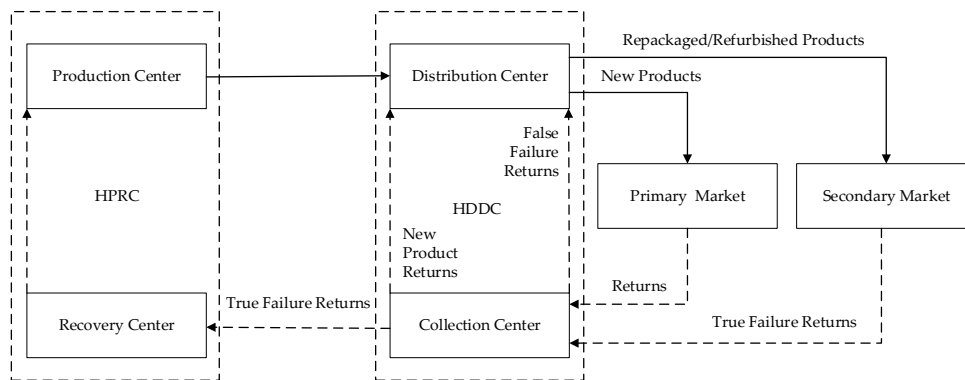 Repackaged/Refurbished Products
Production Center
Distribution Center
New Products
False
Failure
Returns
HPRC
HDDC
Primary Market
Secondary Market
New
Product
Returns
Returns
True Failure Returns
Recovery Center
Collection Center
True Failure Returns